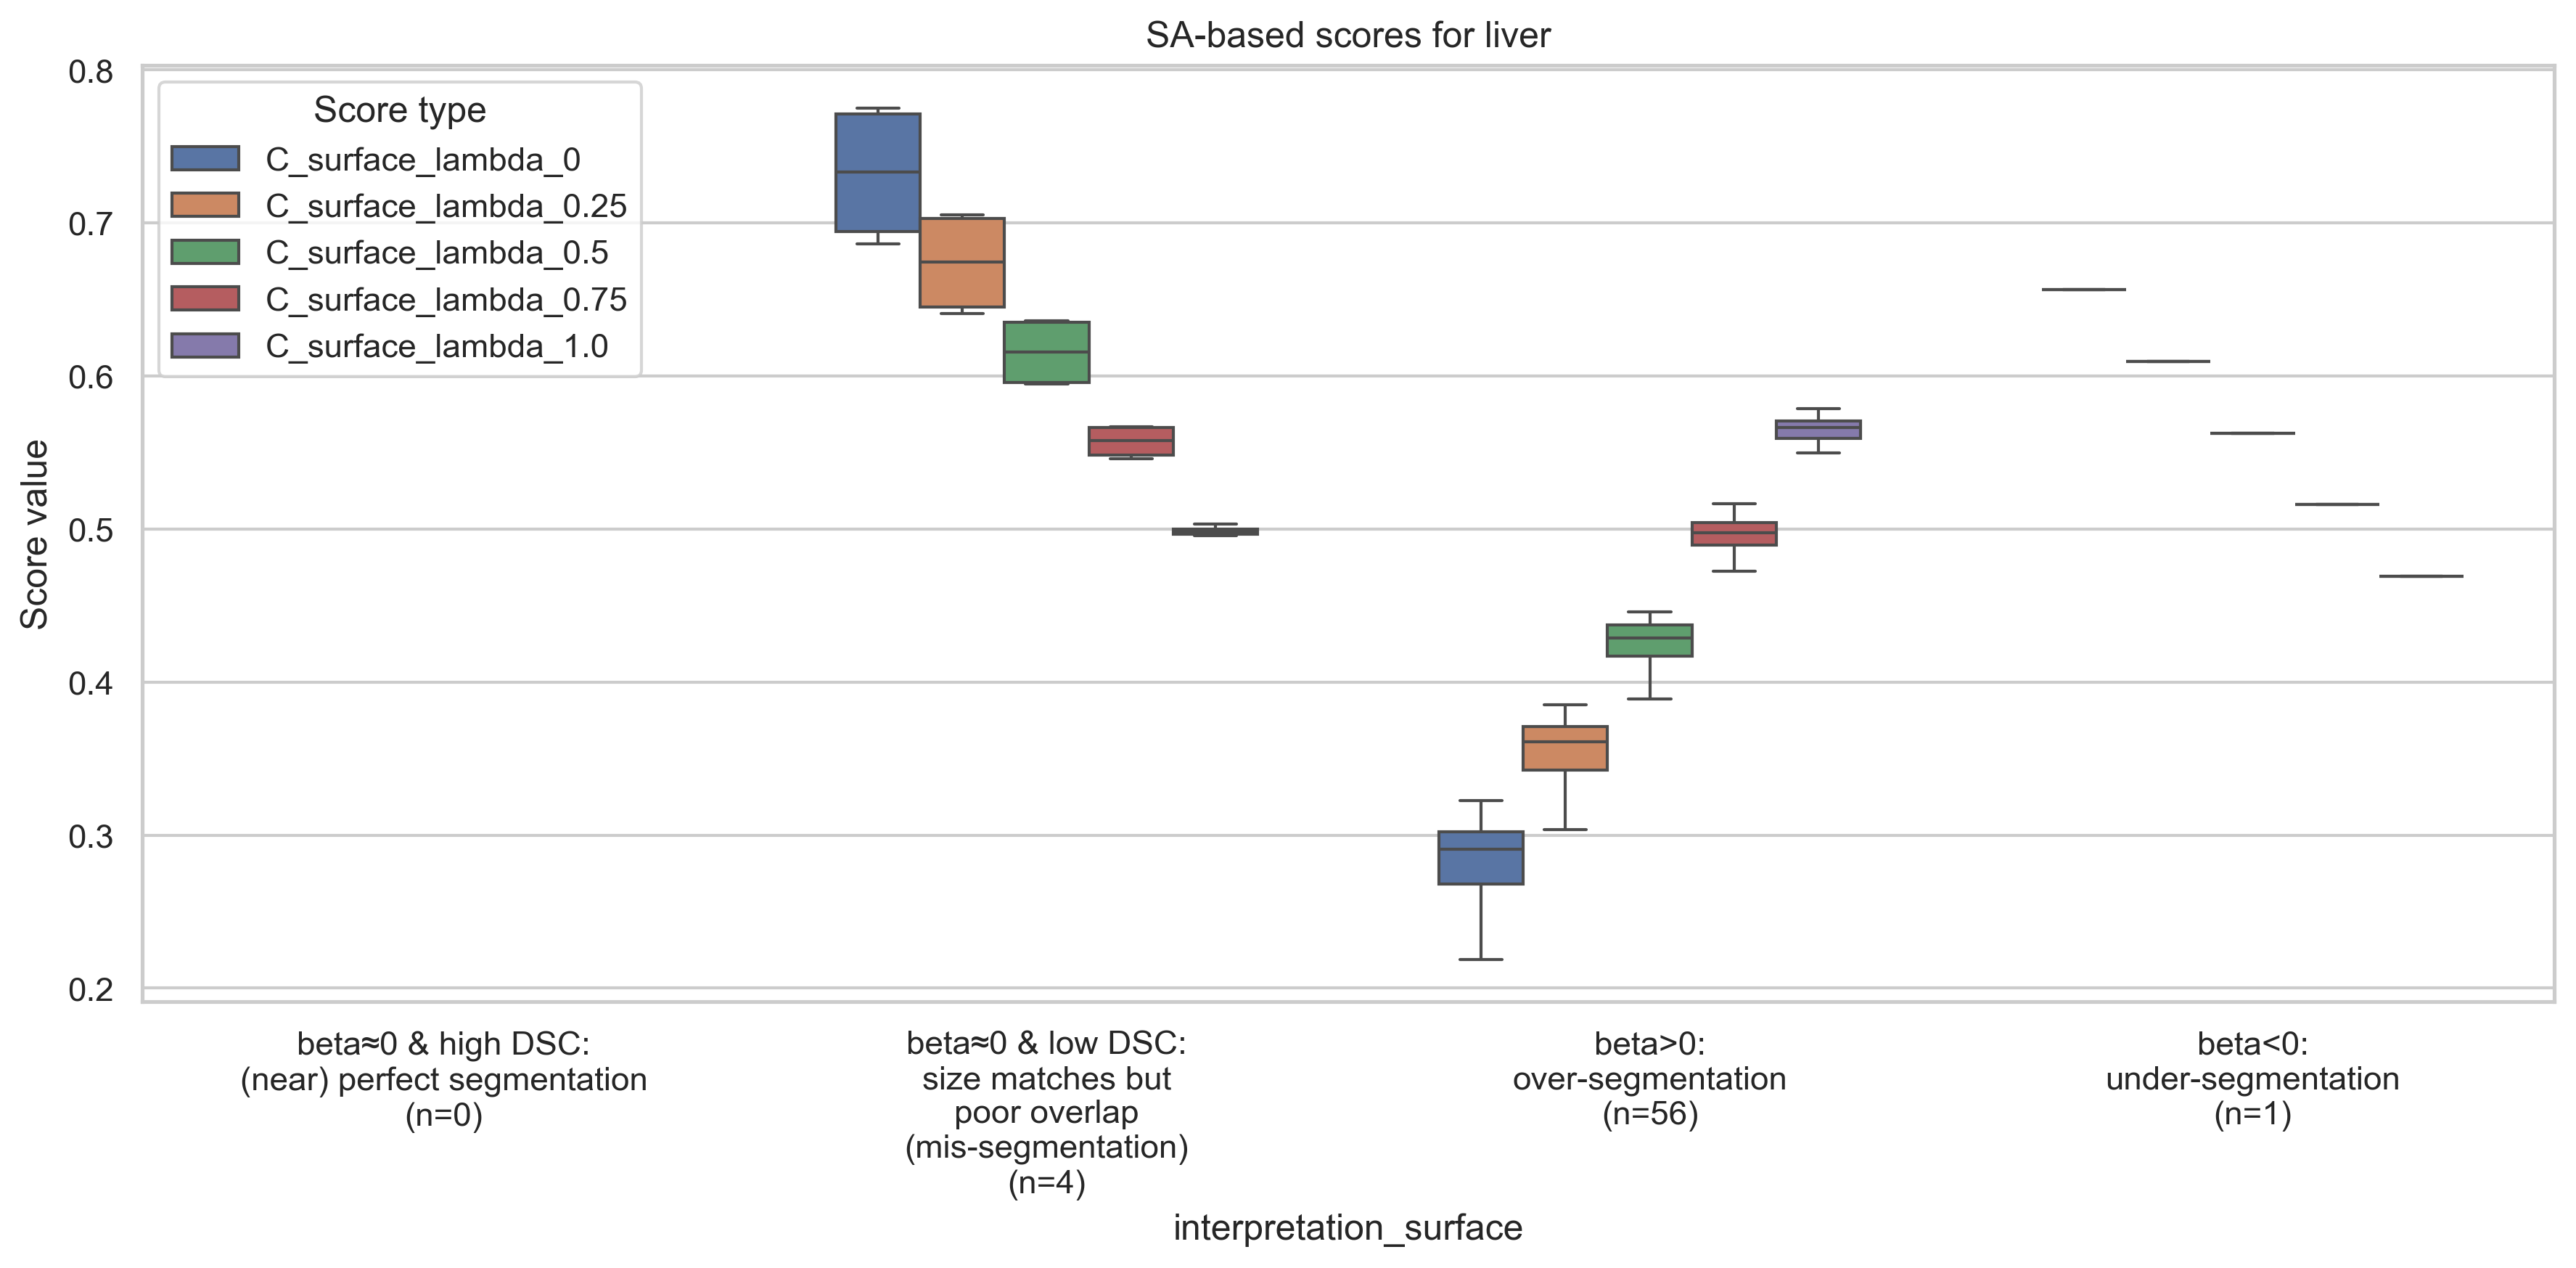 SA-based scores for liver
0.8
0.7
0.6
0.5
0.4
0.3
0.2
Score value
Score type
C_surface_lambda_0
C_surface_lambda_0.25
C_surface_lambda_0.5
C_surface_lambda_0.75
C_surface_lambda_1.0
beta≈0 & high DSC:
(near) perfect segmentation
(n=0)
beta≈0 & low DSC:
size matches but
poor overlap
(mis-segmentation)
(n=4)
beta>0:
over-segmentation
(n=56)
beta<0:
under-segmentation
(n=1)
interpretation_surface